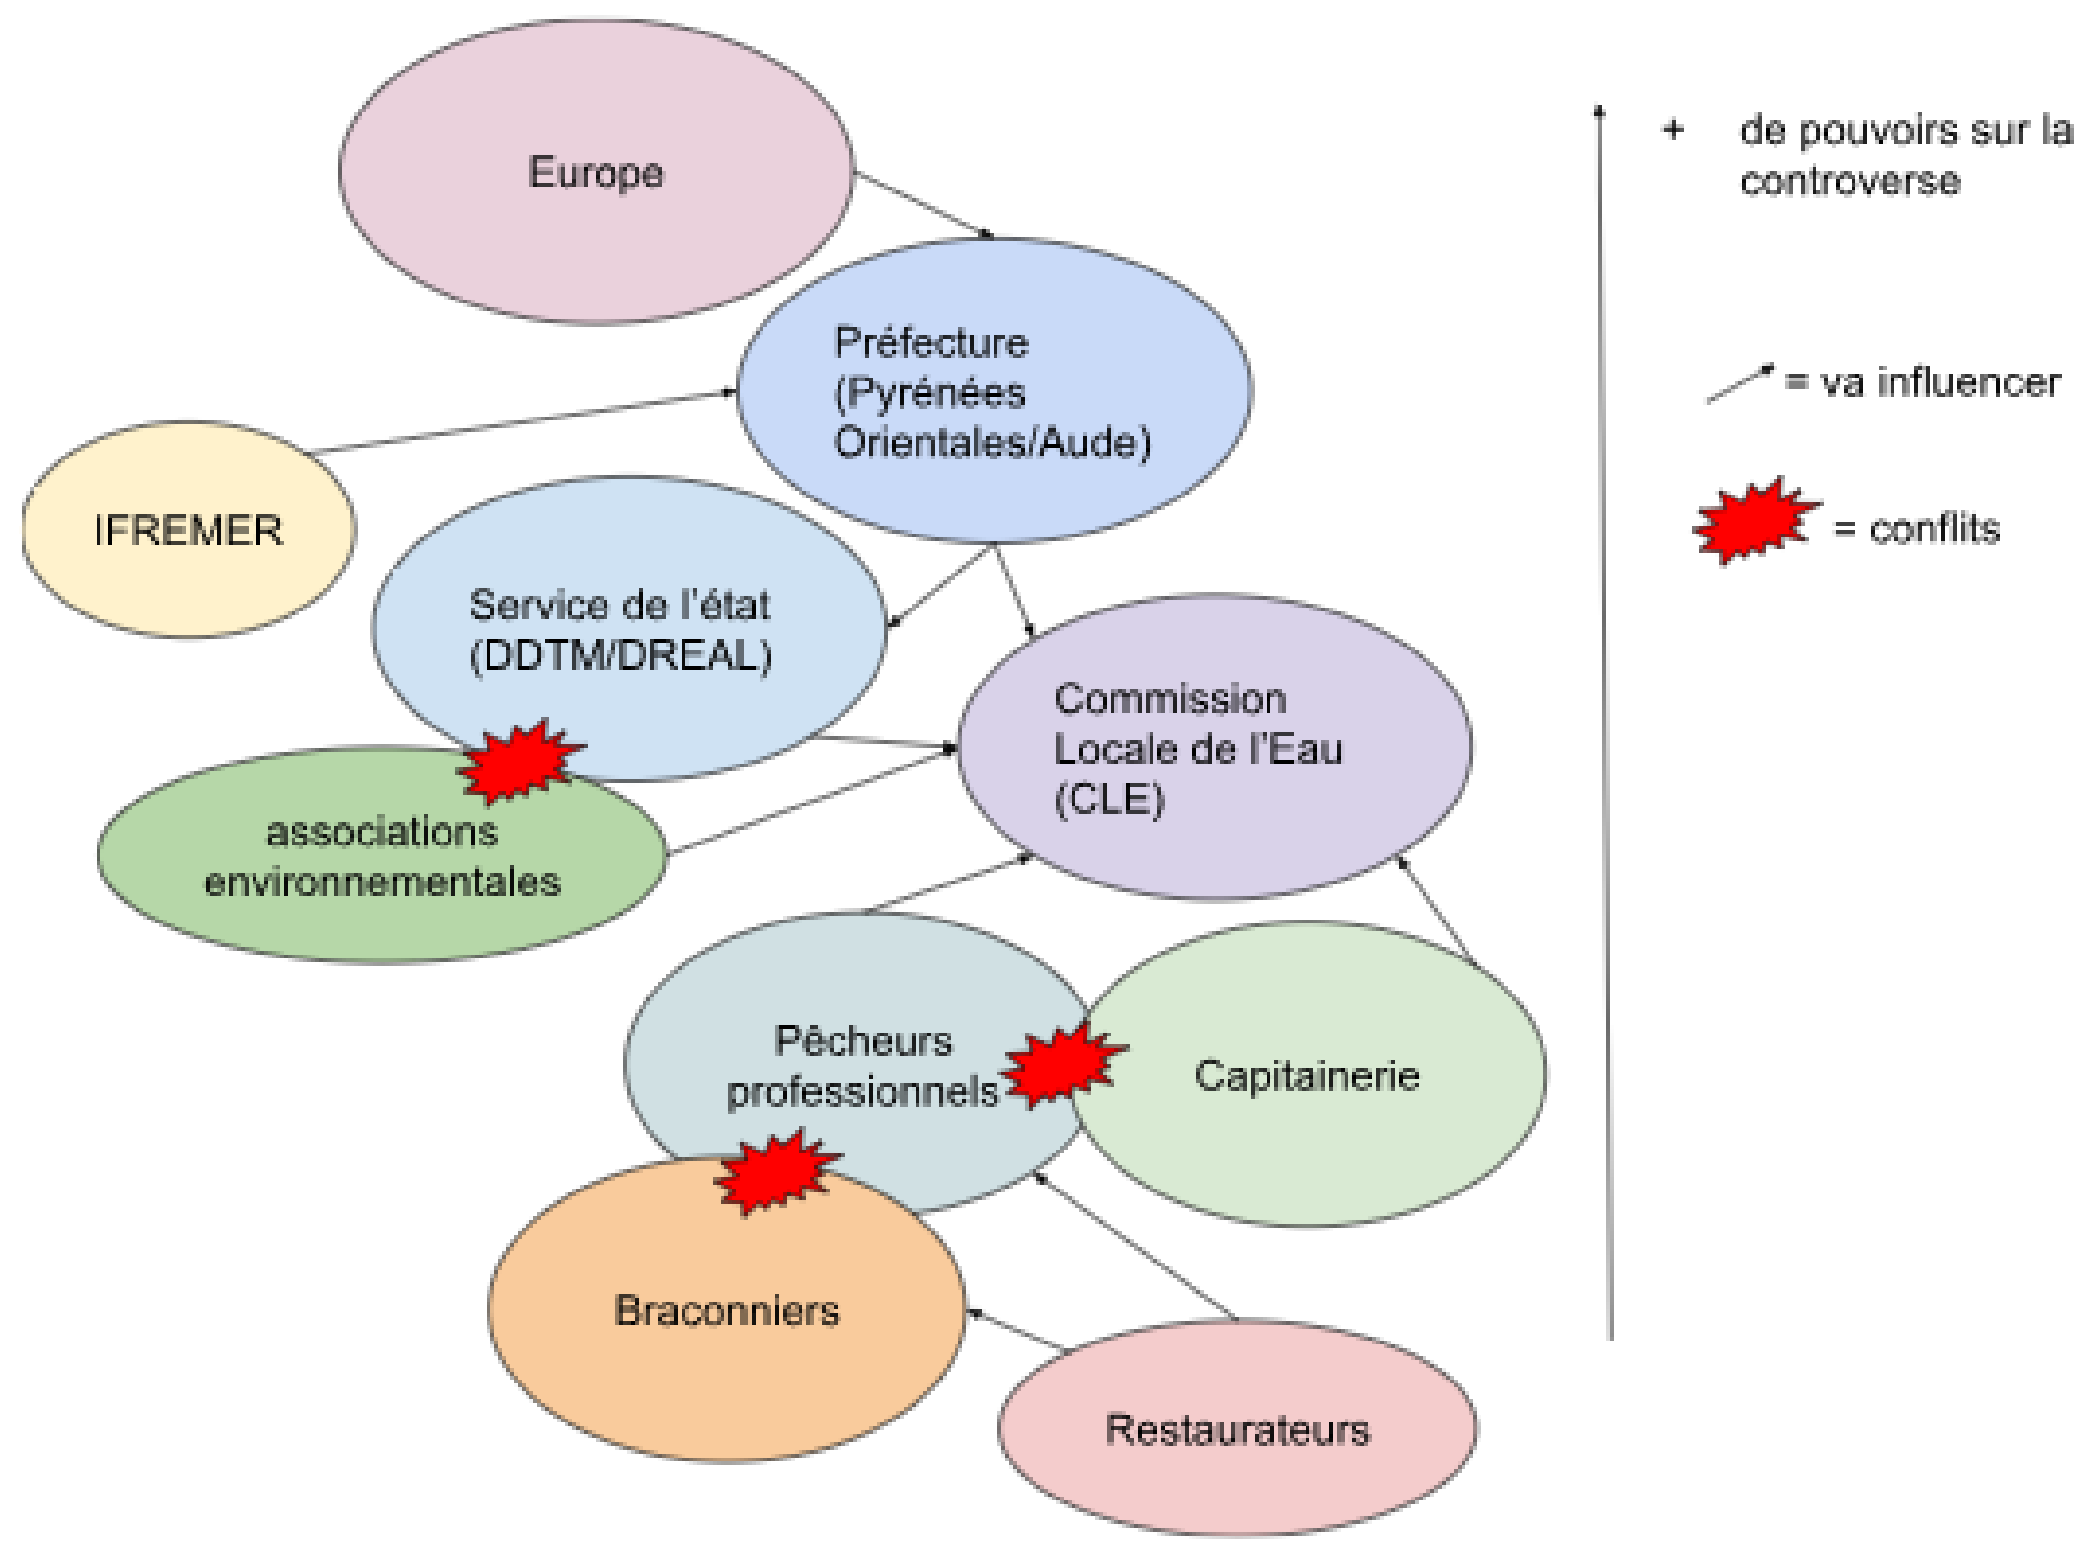 Europe
+ de pouvoirs sur la
controverse
Préfecture
(Pyrénées
Orientales/Aude)
= va influencer
IFREMER
= conflits
Service de l'état
(DDTM/DREAL)
Commission
Locale de l'Eau
(CLE)
associations
environnementales
Pêcheurs
professionnels
Capitainerie
Braconniers
Restaurateurs